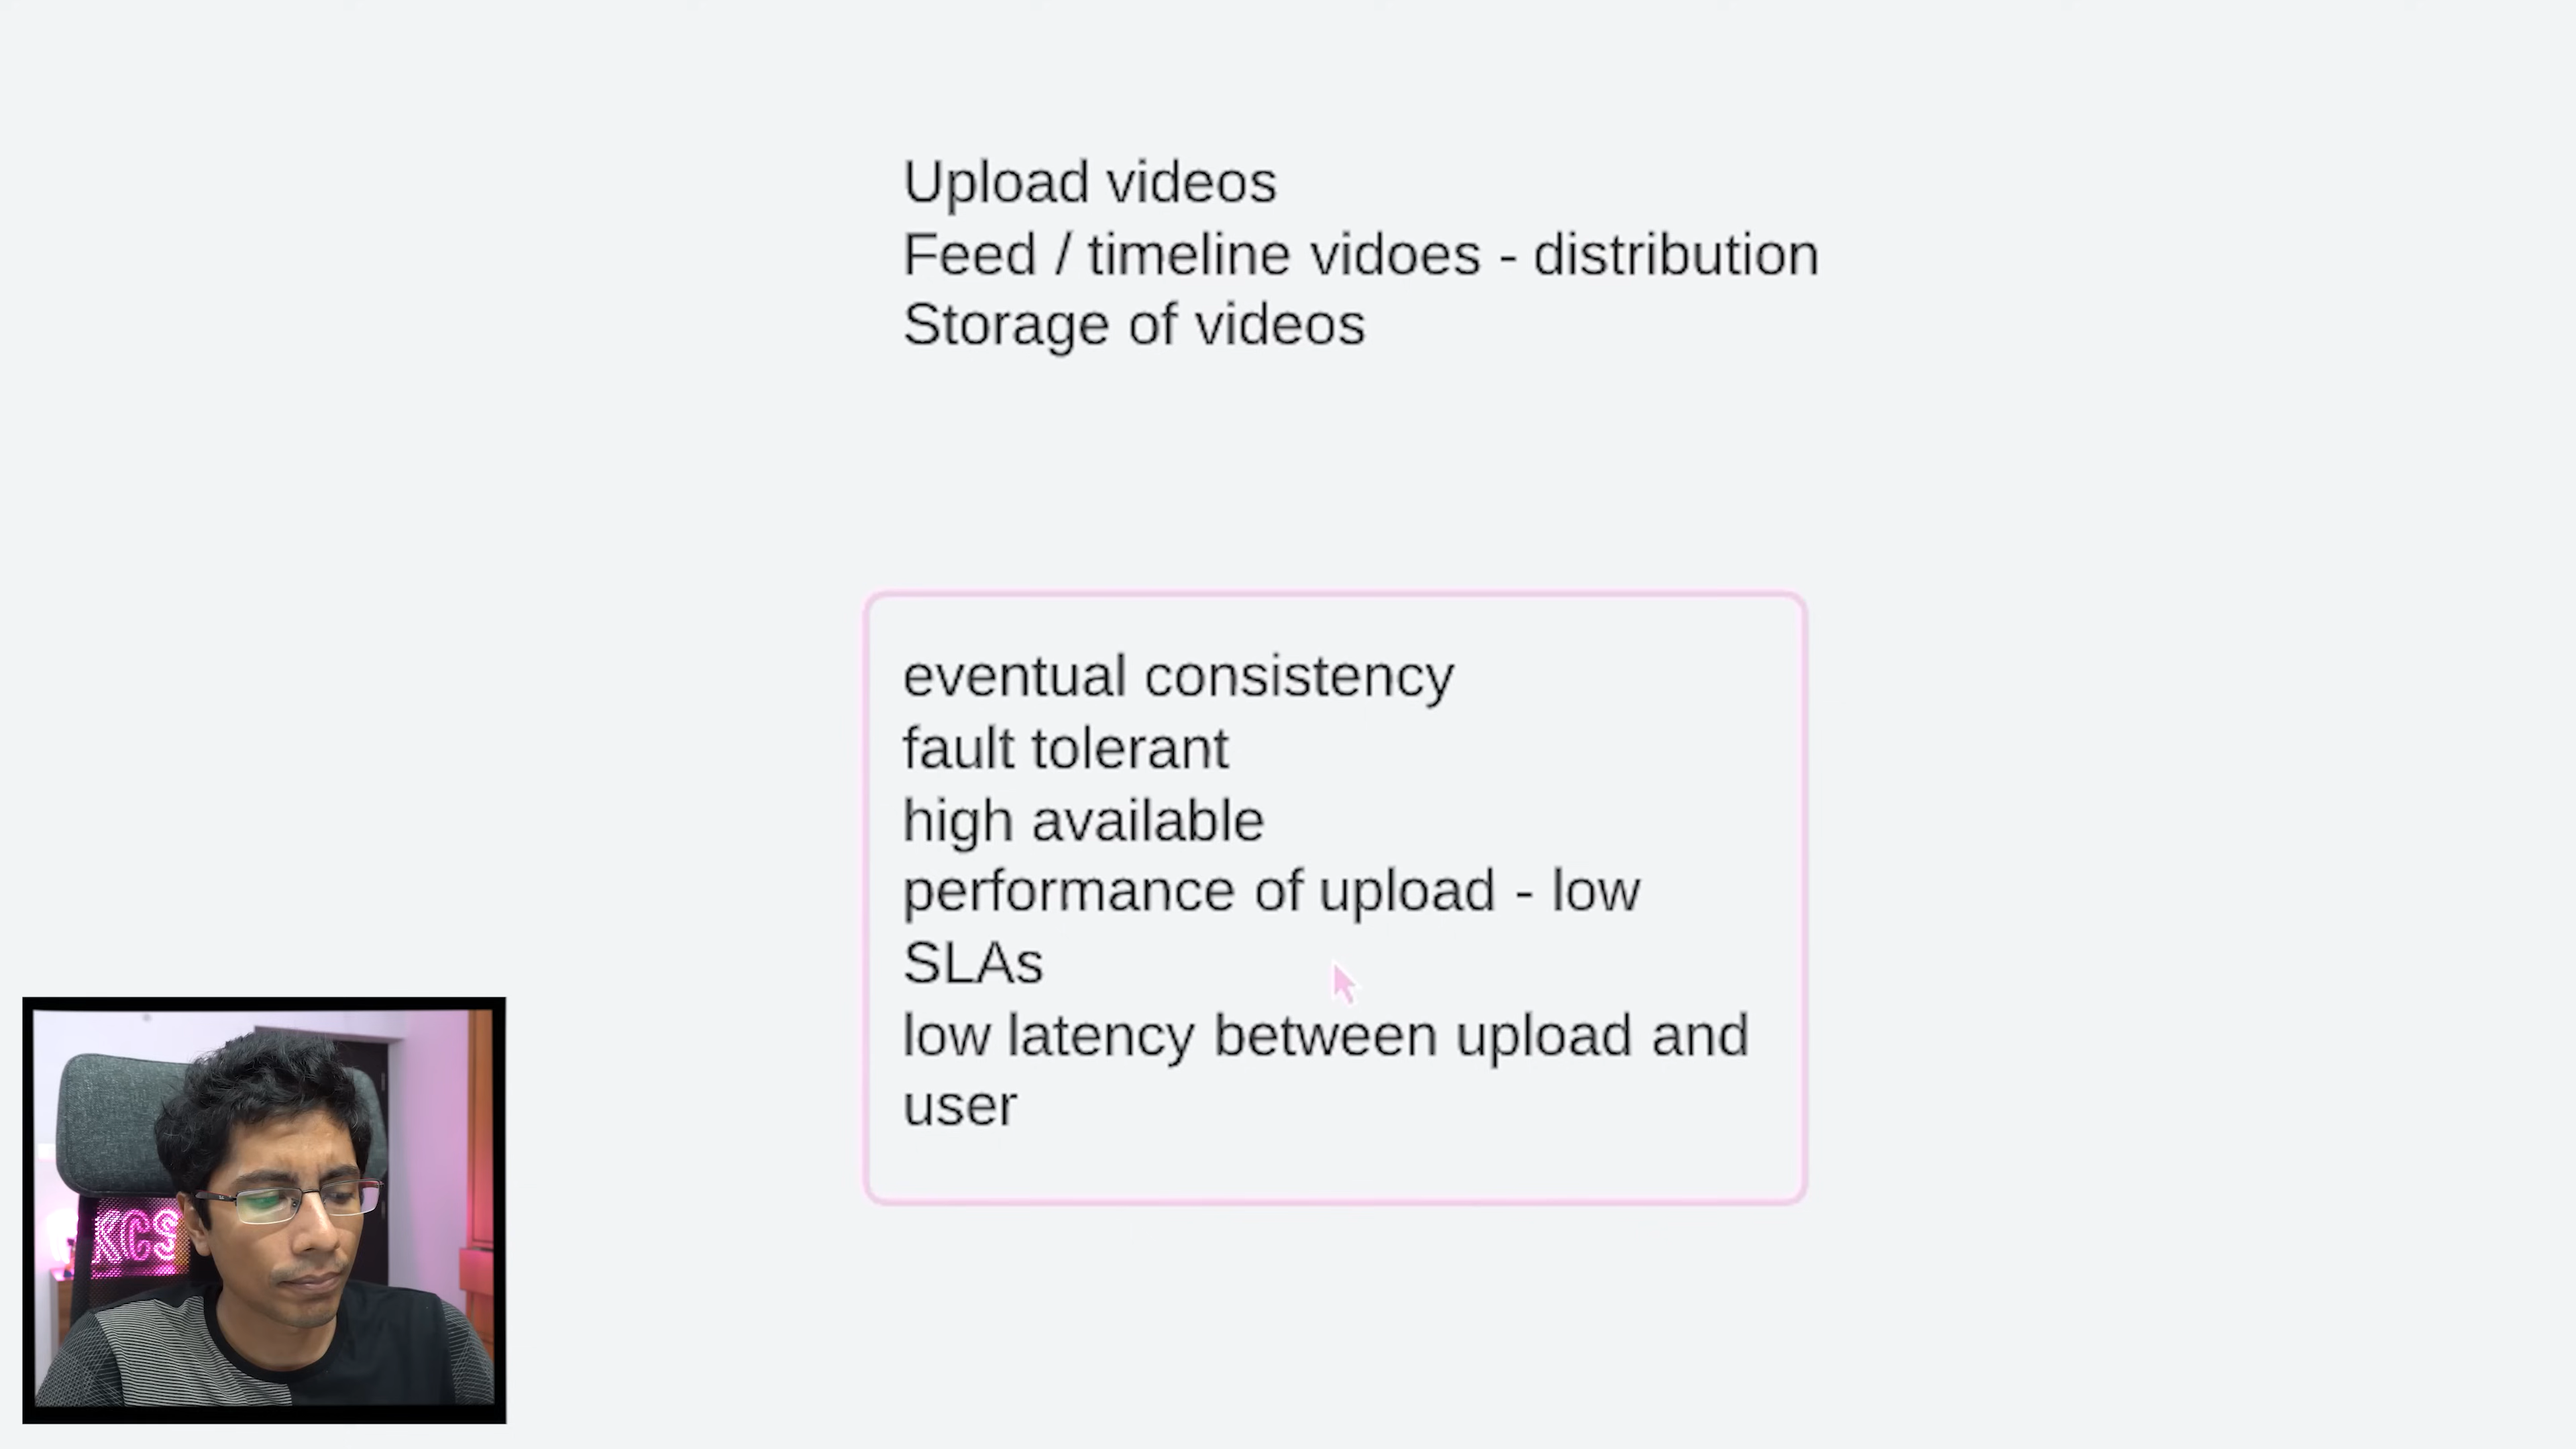 Upload videos
Feed / timeline vidoes - distribution
Storage of videos
eventual consistency
fault tolerant
high available
performance of upload - low
SLAs
low latency between upload and
user
KCS